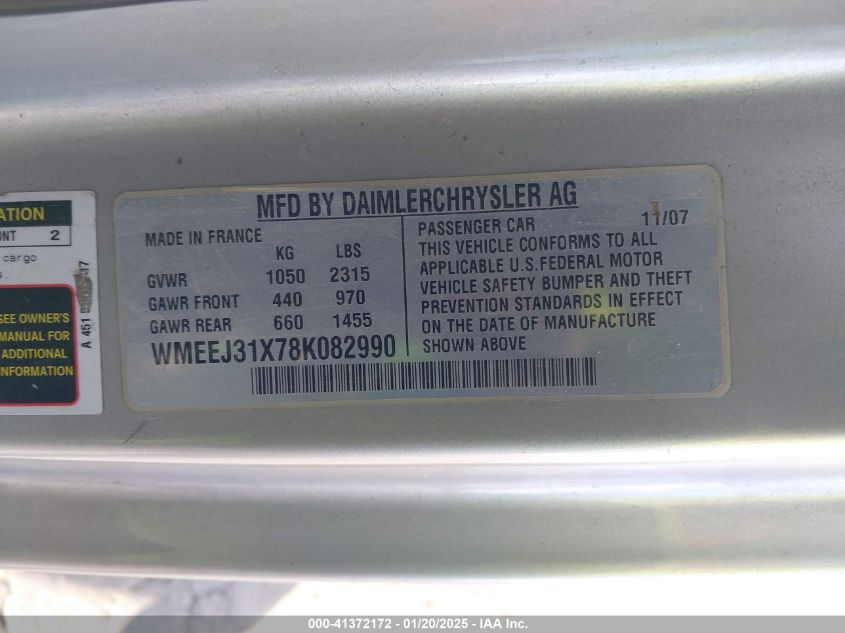 MFD BY DAIMLERCHRYSLER AG
MADE IN FRANCE
KG LBS
GVWR 1050 2315
GAWR FRONT 440 970
GAWR REAR 660 1455
WMEEJ31X78K082990
PASSENGER CAR 11/07
THIS VEHICLE CONFORMS TO ALL
APPLICABLE U.S.FEDERAL MOTOR
VEHICLE SAFETY BUMPER AND THEFT
PREVENTION STANDARDS IN EFFECT
ON THE DATE OF MANUFACTURE
SHOWN ABOVE
2
cargo
SEE OWNER'S
MANUAL FOR
ADDITIONAL
INFORMATION
A 451
000-41372172 - 01/20/2025 - IAA Inc.